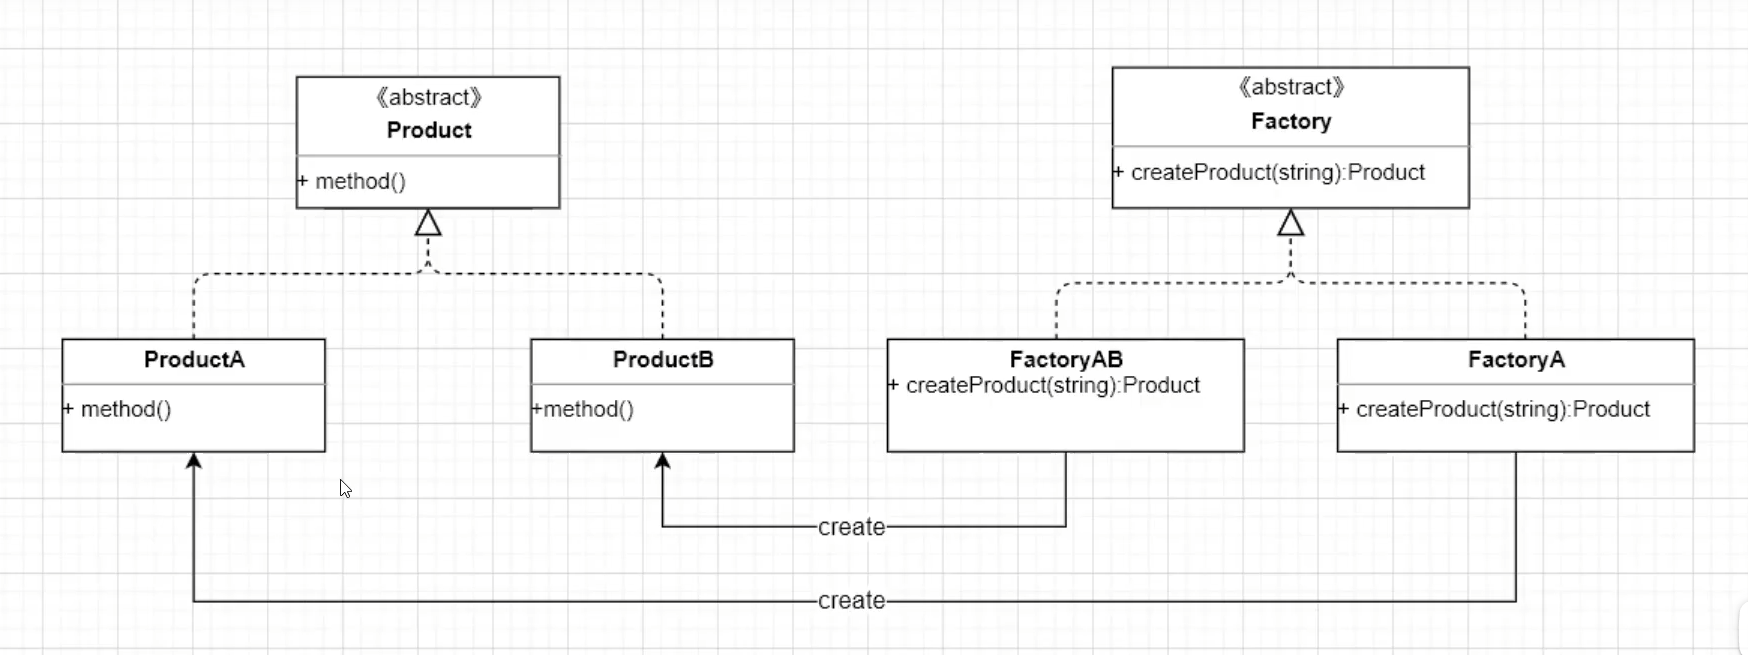 《abstract》
Product
+ method()
《abstract》
Factory
+ createProduct(string):Product
ProductA
+ method()
ProductB
+method()
FactoryAB
+ createProduct(string):Product
FactoryA
+ createProduct(string):Product
create
create